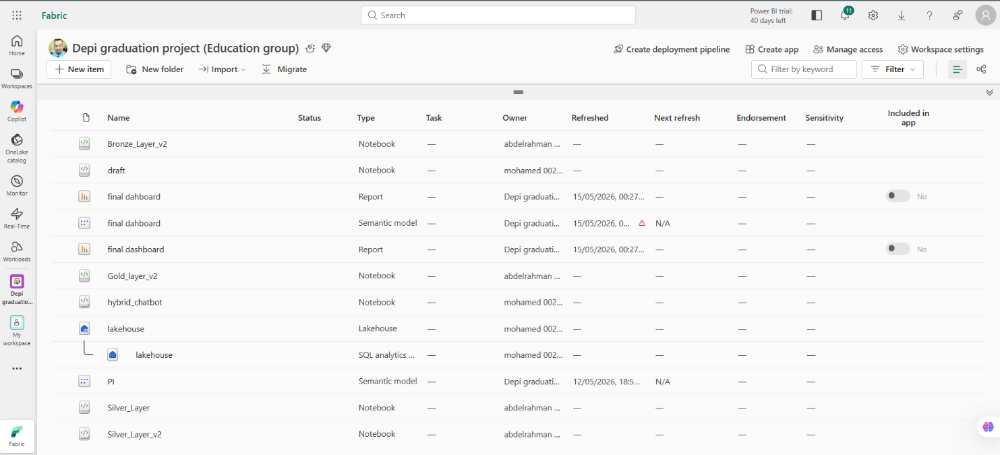 Fabric
Search
Power BI trial:
40 days left
11
Home
Workspaces
Copilot
OneLake
catalog
Monitor
Real-Time
Workloads
Depi
graduatio...
My
workspace
Fabric
Depi graduation project (Education group)
Create deployment pipeline
Create app
Manage access
Workspace settings
New item
New folder
Import
Migrate
Filter by keyword
Filter
Name Status Type Task Owner Refreshed Next refresh Endorsement Sensitivity Included in
app
Bronze_Layer_v2 Notebook — abdelrahman ... — — — —
draft Notebook — mohamed 002... — — — —
final dahboard Report — Depi graduati... 15/05/2026, 00:27... — — — No
final dahboard Semantic model — Depi graduati... 15/05/2026, 0... N/A — —
final dashboard Report — Depi graduati... 15/05/2026, 00:27... — — — No
Gold_layer_v2 Notebook — abdelrahman ... — — — —
hybrid_chatbot Notebook — mohamed 002... — — — —
lakehouse Lakehouse — mohamed 002... — — — —
lakehouse SQL analytics ... — mohamed 002... — — — —
PI Semantic model — Depi graduati... 12/05/2026, 18:5... N/A — —
Silver_Layer Notebook — abdelrahman ... — — — —
Silver_Layer_v2 Notebook — abdelrahman ... — — — —